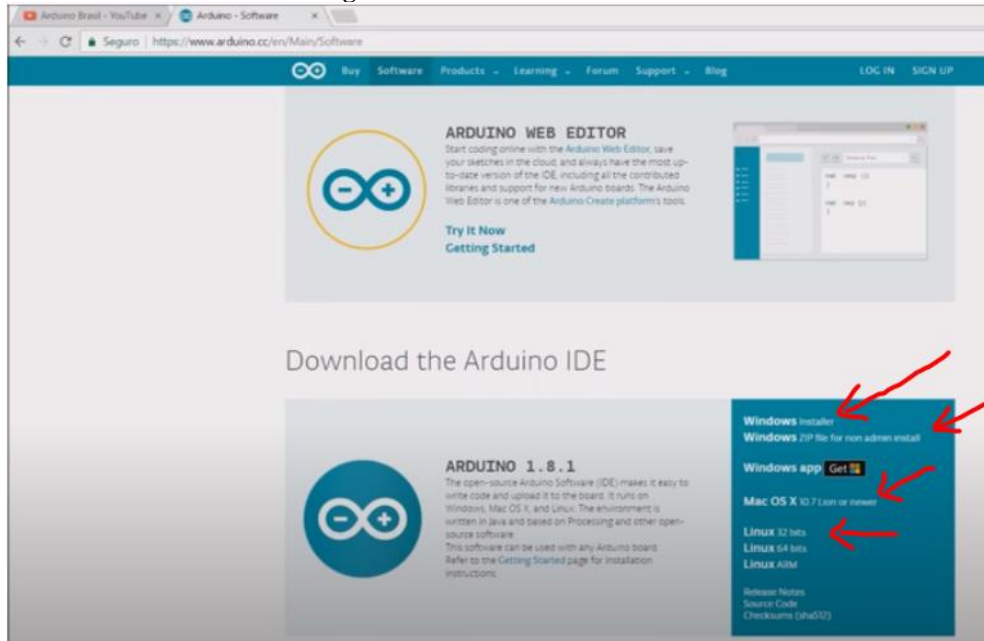 Arduino Brasil - YouTube
Arduino - Software
Seguro | https://www.arduino.cc/en/Main/Software
Buy Software Products Learning Forum Support Blog LOG IN SIGN UP
ARDUINO WEB EDITOR
Start coding online with the Arduino Web Editor, save
your sketches in the cloud, and always have the most up-
to-date version of the IDE, including all the contributed
libraries and support for new Arduino boards. The Arduino
Web Editor is one of the Arduino Create platform's tools.
Try It Now
Getting Started
Download the Arduino IDE
ARDUINO 1.8.1
The open-source Arduino Software (IDE) makes it easy to
write code and upload it to the board. It runs on
Windows, Mac OS X, and Linux. The environment is
written in Java and based on Processing and other open-
source software.
This software can be used with any Arduino board.
Refer to the Getting Started page for Installation
instructions.
Windows Installer
Windows ZIP file for non admin install
Windows app Get
Mac OS X 10.7 Lion or newer
Linux 32 bits
Linux 64 bits
Linux ARM
Release Notes
Source Code
Checksums (sha512)